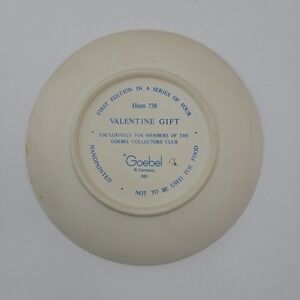 FIRST EDITION IN A SERIES OF FOUR
Hum 738
VALENTINE GIFT
EXCLUSIVELY FOR MEMBERS OF THE
GOEBEL COLLECTORS' CLUB
Goebel
W. Germany
HANDPAINTED • NOT TO BE USED FOR FOOD